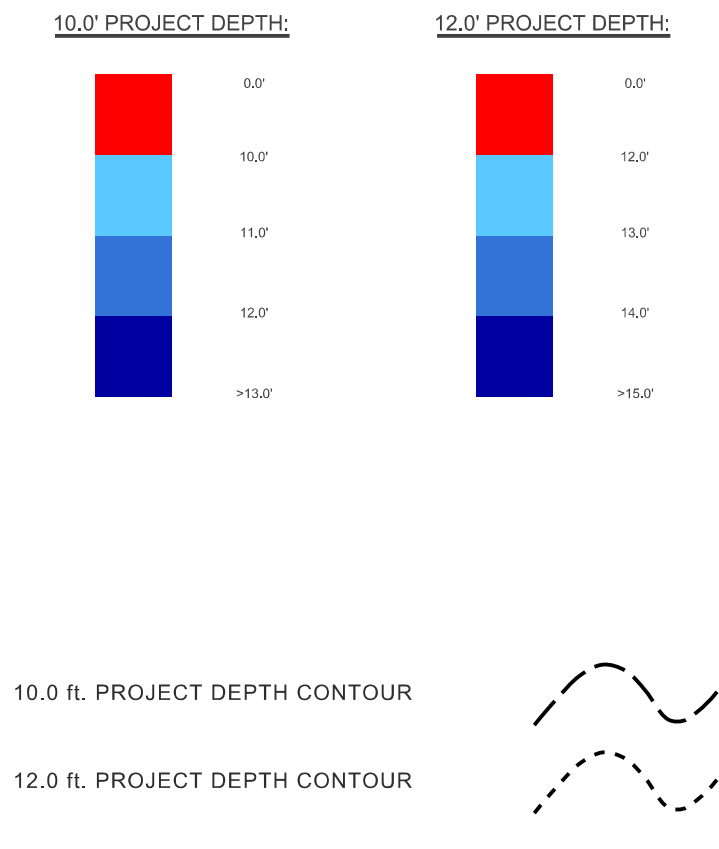 10.0' PROJECT DEPTH:
0.0'
10.0'
11.0'
12.0'
>13.0'
12.0' PROJECT DEPTH:
0.0'
12.0'
13.0'
14.0'
>15.0'
10.0 ft. PROJECT DEPTH CONTOUR
12.0 ft. PROJECT DEPTH CONTOUR